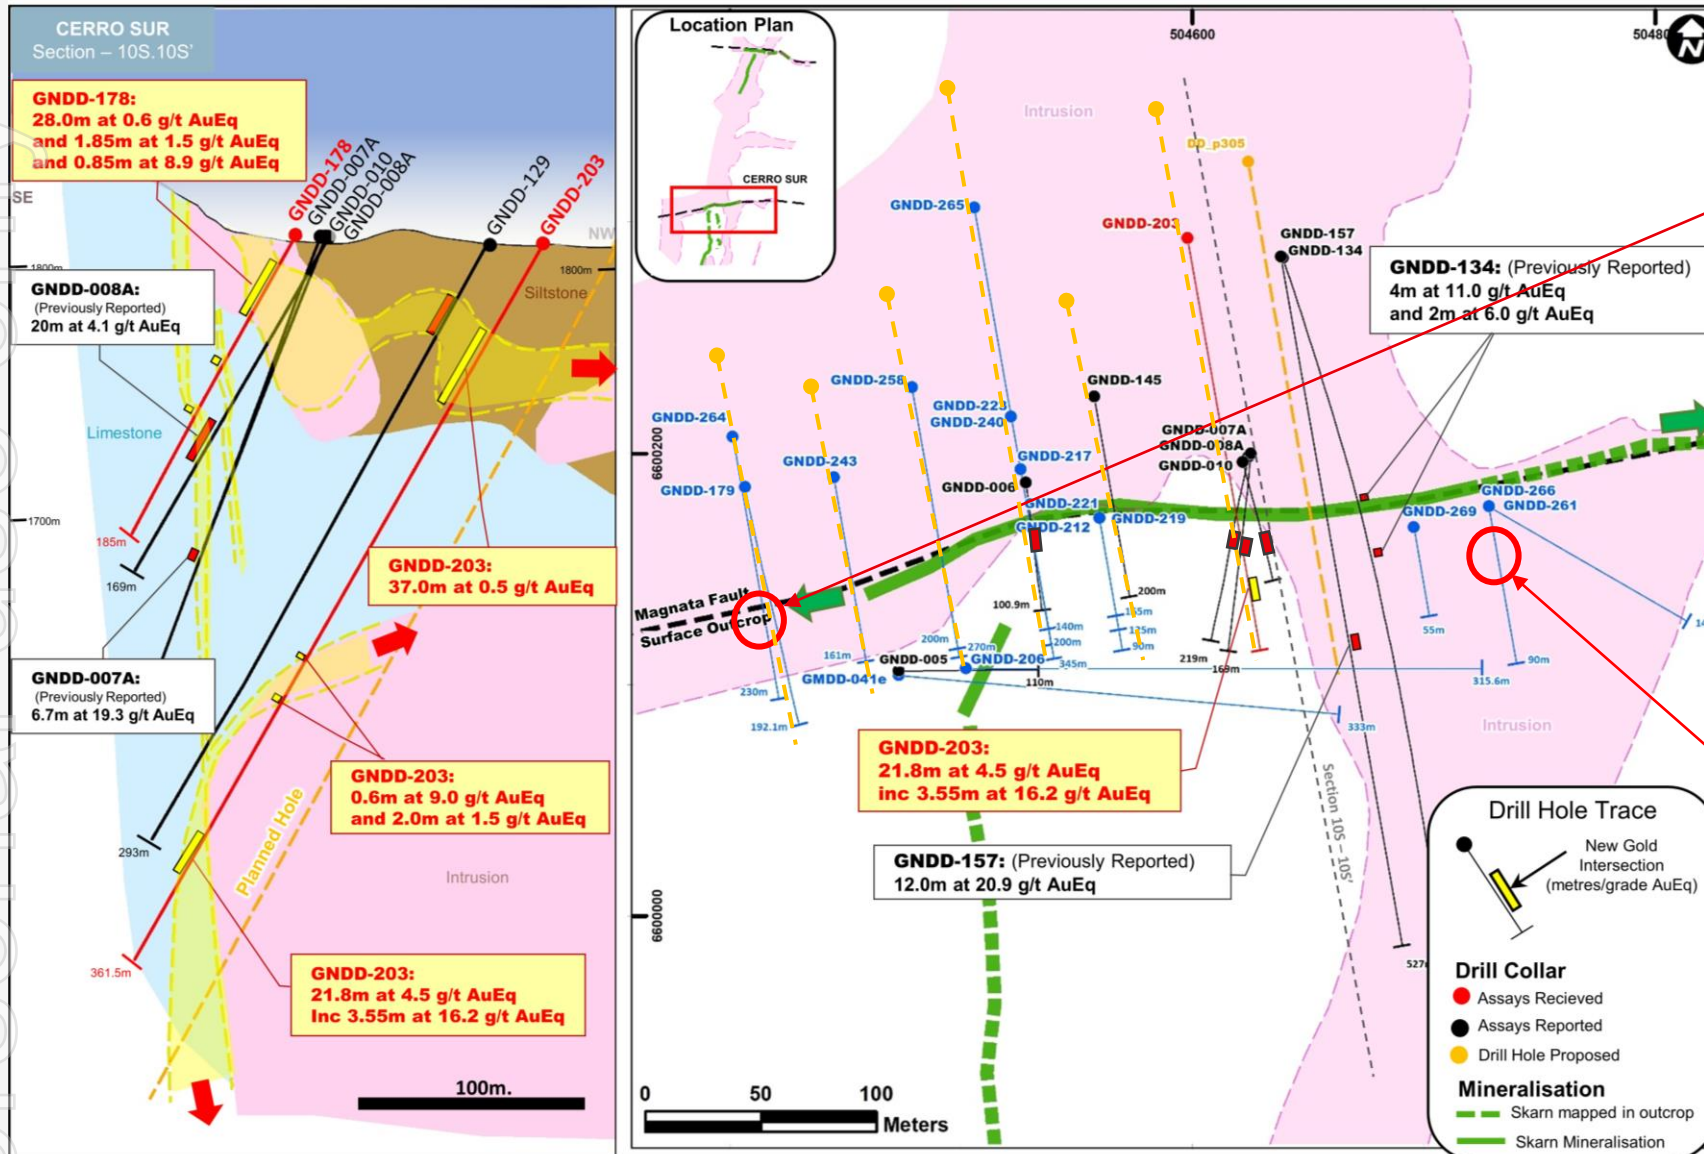 CERRO SUR
Section – 10S.10S'
GNDD-178:
28.0m at 0.6 g/t AuEq
and 1.85m at 1.5 g/t AuEq
and 0.85m at 8.9 g/t AuEq
SE
NW
GNDD-178
GNDD-007A
GNDD-010
GNDD-008A
GNDD-129
GNDD-203
1800m
1800m
Siltstone
GNDD-008A:
(Previously Reported)
20m at 4.1 g/t AuEq
Limestone
1700m
185m
169m
GNDD-203:
37.0m at 0.5 g/t AuEq
GNDD-007A:
(Previously Reported)
6.7m at 19.3 g/t AuEq
GNDD-203:
0.6m at 9.0 g/t AuEq
and 2.0m at 1.5 g/t AuEq
293m
Planned Hole
Intrusion
361.5m
GNDD-203:
21.8m at 4.5 g/t AuEq
Inc 3.55m at 16.2 g/t AuEq
100m.
Location Plan
CERRO SUR
504600
5048
N
Intrusion
DD_p305
GNDD-265
GNDD-203
GNDD-157
GNDD-134
GNDD-134: (Previously Reported)
4m at 11.0 g/t AuEq
and 2m at 6.0 g/t AuEq
GNDD-258
GNDD-145
GNDD-223
GNDD-240
GNDD-264
GNDD-007A
GNDD-008A
GNDD-010
6600200
GNDD-243
GNDD-217
GNDD-179
GNDD-006
GNDD-221
GNDD-219
GNDD-212
GNDD-266
GNDD-261
GNDD-269
Magnata Fault
Surface Outcrop
100.9m
200m
165m
125m
90m
140m
200m
345m
200m
270m
161m
GNDD-005
GNDD-206
GMDD-041e
110m
219m
169m
55m
90m
14
315.6m
230m
192.1m
333m
Intrusion
GNDD-203:
21.8m at 4.5 g/t AuEq
inc 3.55m at 16.2 g/t AuEq
Section 10S - 10S'
GNDD-157: (Previously Reported)
12.0m at 20.9 g/t AuEq
6600000
527
0 50 100
Meters
Drill Hole Trace
New Gold
Intersection
(metres/grade AuEq)
Drill Collar
Assays Recieved
Assays Reported
Drill Hole Proposed
Mineralisation
Skarn mapped in outcrop
Skarn Mineralisation